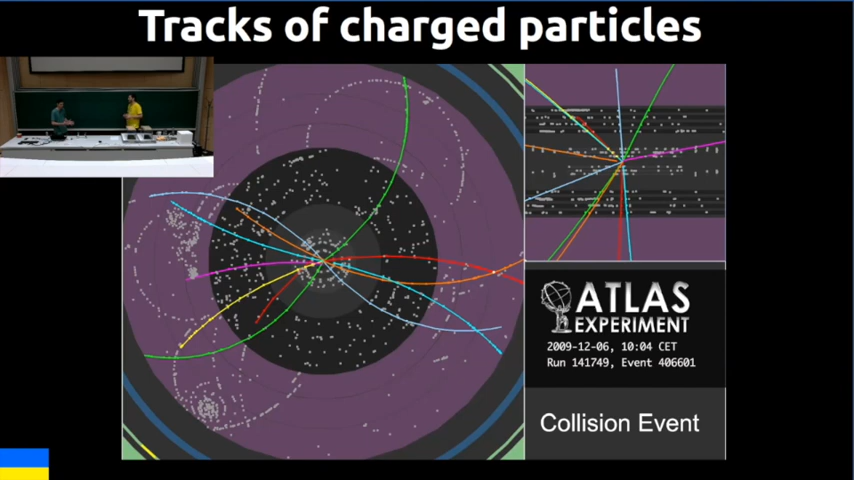 Tracks of charged particles
ATLAS
EXPERIMENT
2009-12-06, 10:04 CET
Run 141749, Event 406601
Collision Event